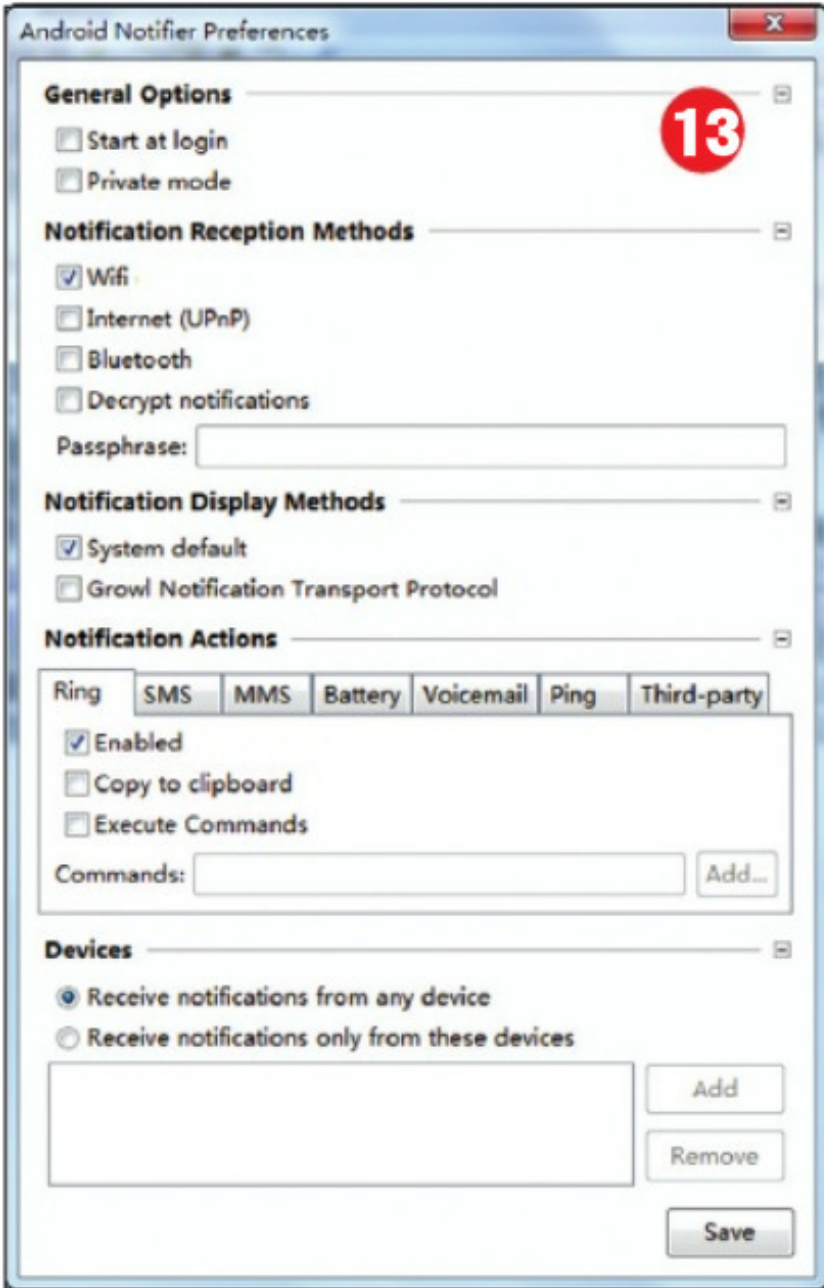 Android Notifier Preferences
General Options
13
Start at login
Private mode
Notification Reception Methods
Wifi
Internet (UPnP)
Bluetooth
Decrypt notifications
Passphrase:
Notification Display Methods
System default
Growl Notification Transport Protocol
Notification Actions
Ring SMS MMS Battery Voicemail Ping Third-party
Enabled
Copy to clipboard
Execute Commands
Commands: Add...
Devices
Receive notifications from any device
Receive notifications only from these devices
Add
Remove
Save